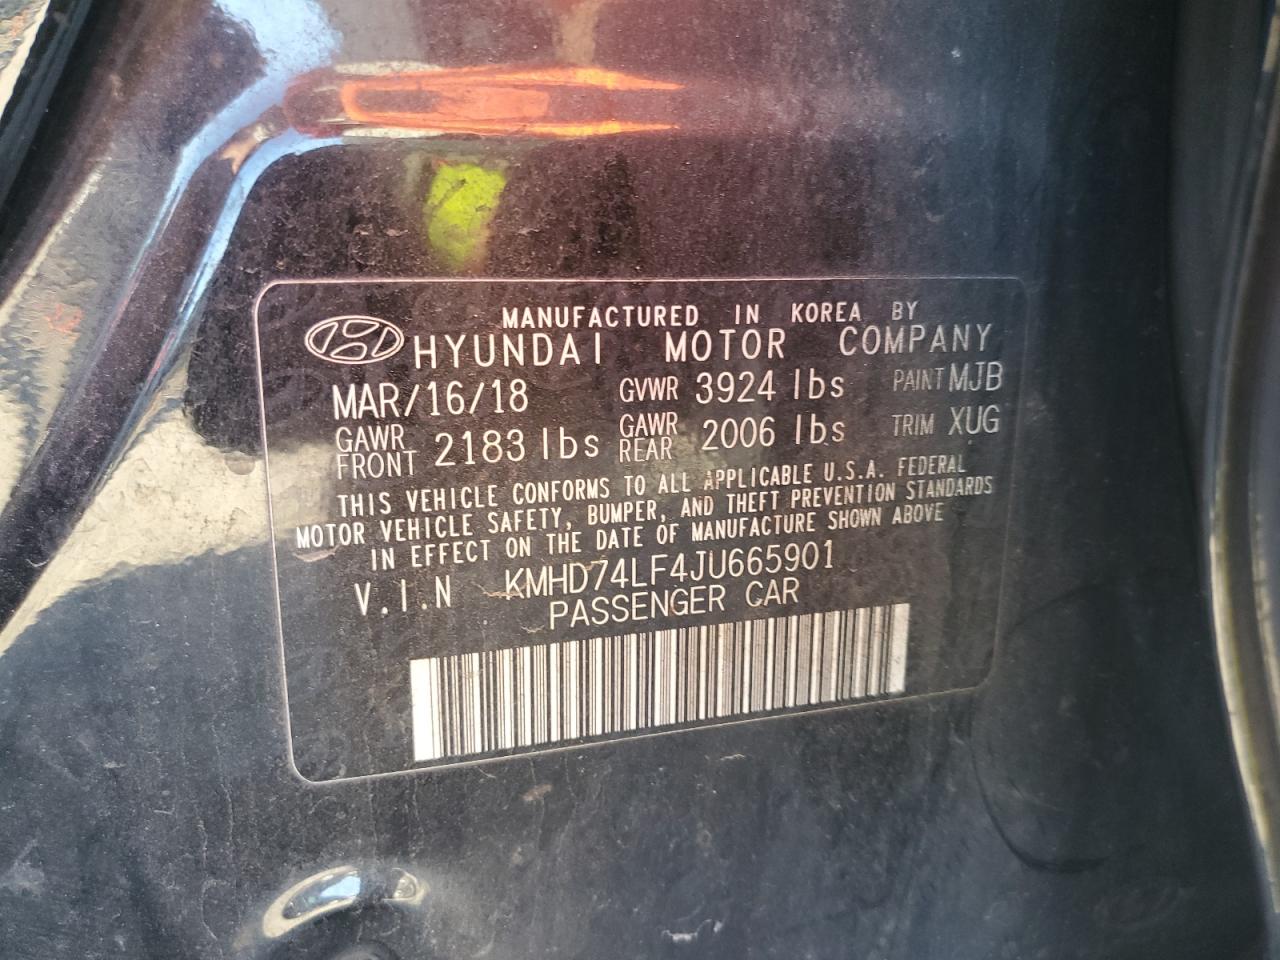 MANUFACTURED IN KOREA BY
HYUNDAI MOTOR COMPANY
MAR/16/18 GVWR 3924 lbs PAINT MJB
GAWR FRONT 2183 lbs GAWR REAR 2006 lbs TRIM XUG
THIS VEHICLE CONFORMS TO ALL APPLICABLE U.S.A. FEDERAL
MOTOR VEHICLE SAFETY, BUMPER, AND THEFT PREVENTION STANDARDS
IN EFFECT ON THE DATE OF MANUFACTURE SHOWN ABOVE
V.I.N KMHD74LF4JU665901
PASSENGER CAR